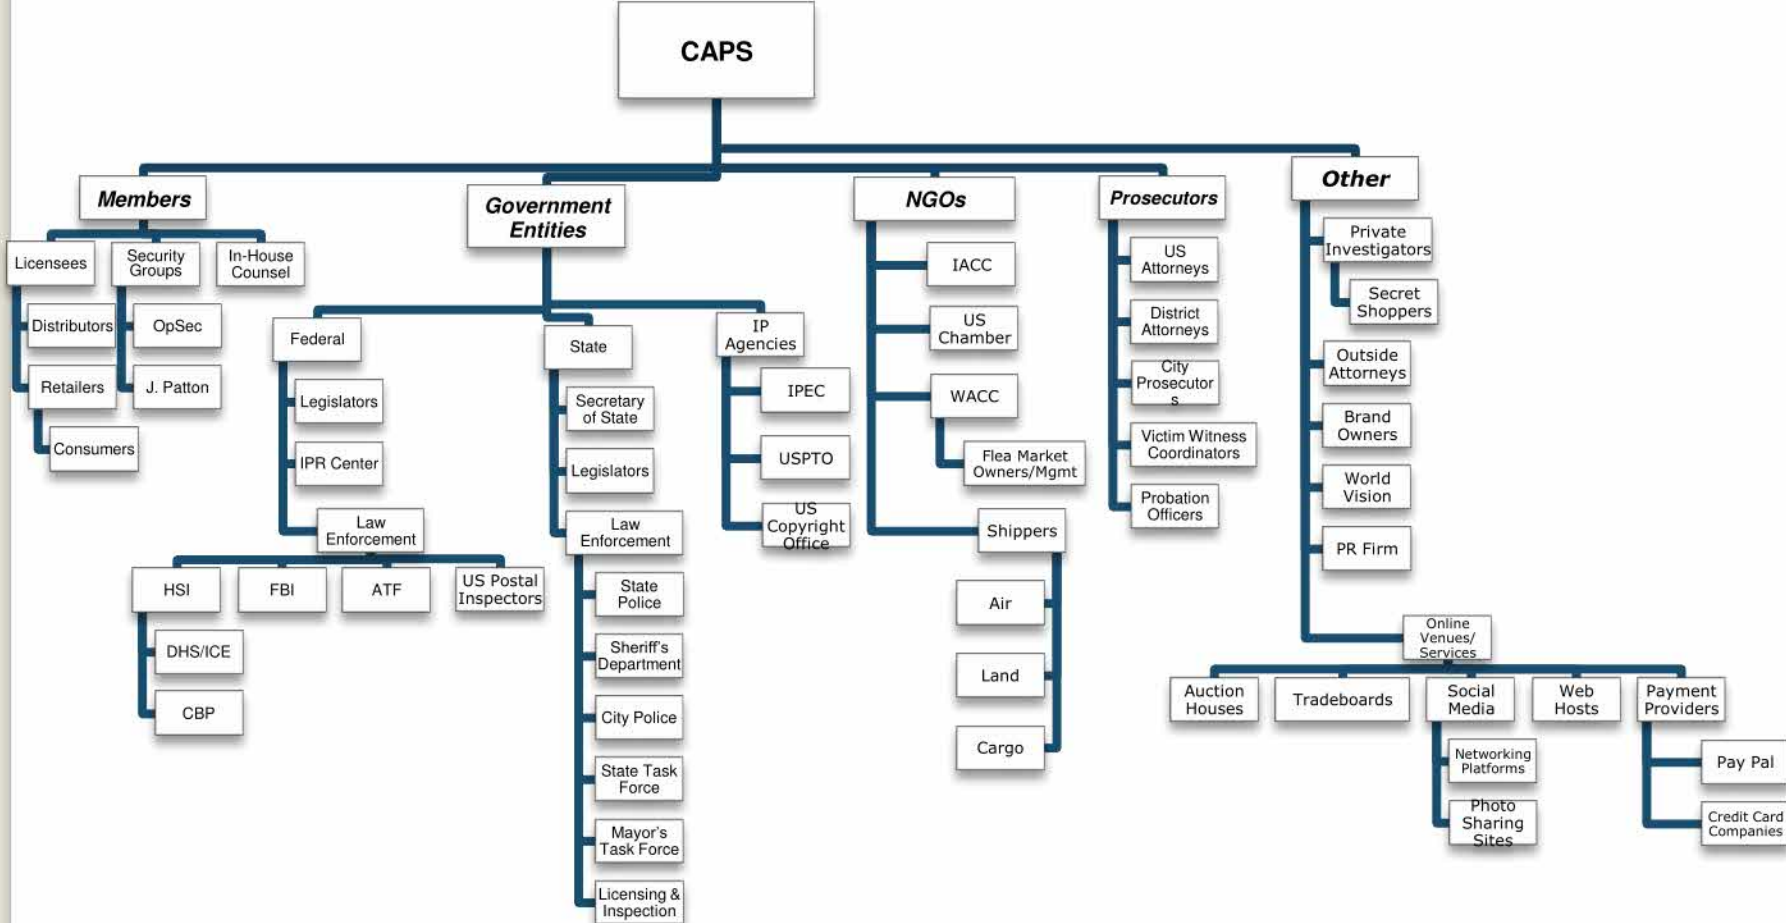 CAPS
Members
Licensees
Distributors
Retailers
Consumers
Security
Groups
OpSec
J. Patton
In-House
Counsel
Government
Entities
Federal
Legislators
IPR Center
Law
Enforcement
HSI
DHS/ICE
CBP
FBI
ATF
US Postal
Inspectors
State
Secretary
of State
Legislators
Law
Enforcement
State
Police
Sheriff's
Department
City Police
State Task
Force
Mayor's
Task Force
Licensing &
Inspection
IP
Agencies
IPEC
USPTO
US
Copyright
Office
NGOs
IACC
US
Chamber
WACC
Flea Market
Owners/Mgmt
Shippers
Air
Land
Cargo
Prosecutors
US
Attorneys
District
Attorneys
City
Prosecutor
s
Victim Witness
Coordinators
Probation
Officers
Other
Private
Investigators
Secret
Shoppers
Outside
Attorneys
Brand
Owners
World
Vision
PR Firm
Online
Venues/
Services
Auction
Houses
Tradeboards
Social
Media
Networking
Platforms
Photo
Sharing
Sites
Web
Hosts
Payment
Providers
Pay Pal
Credit Card
Companies